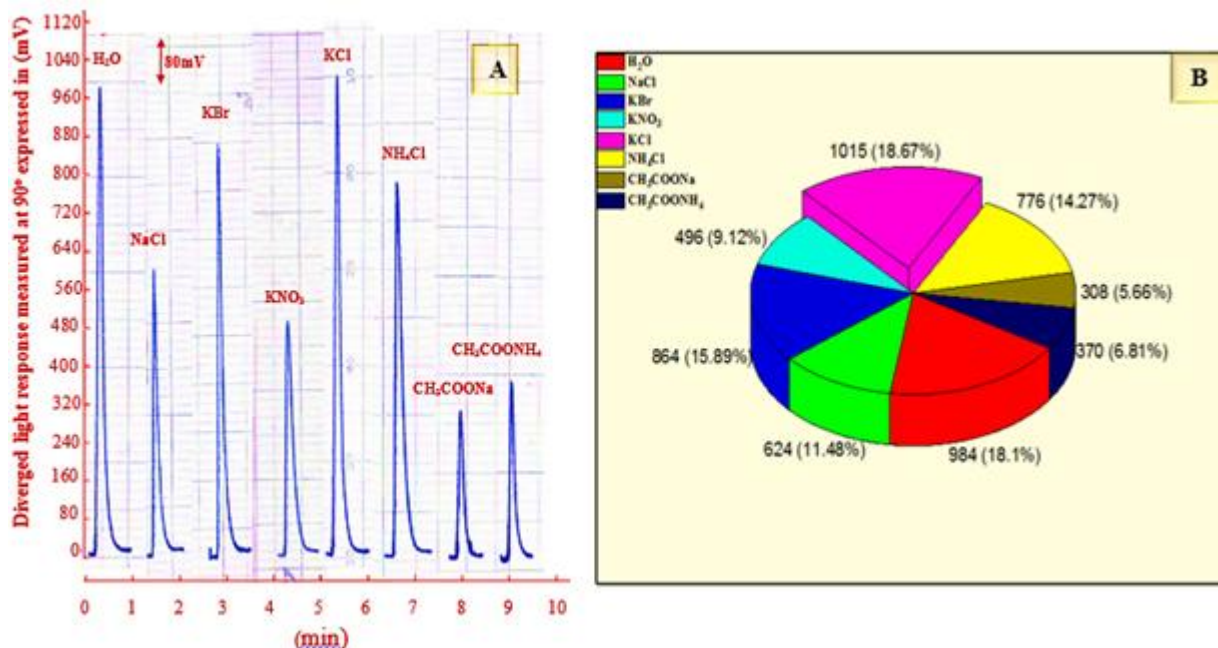 Diverged light response measured at 90° expressed in (mV)
1120
1040
960
880
800
720
640
560
480
400
320
240
160
80
0
H₂O
80mV
A
NaCl
KBr
KNO₃
KCl
NH₄Cl
CH₃COONa
CH₃COONH₄
0 1 2 3 4 5 6 7 8 9 10
(min)
B
H₂O
NaCl
KBr
KNO₃
KCl
NH₄Cl
CH₃COONa
CH₃COONH₄
1015 (18.67%)
776 (14.27%)
496 (9.12%)
308 (5.66%)
864 (15.89%)
370 (6.81%)
624 (11.48%)
984 (18.1%)